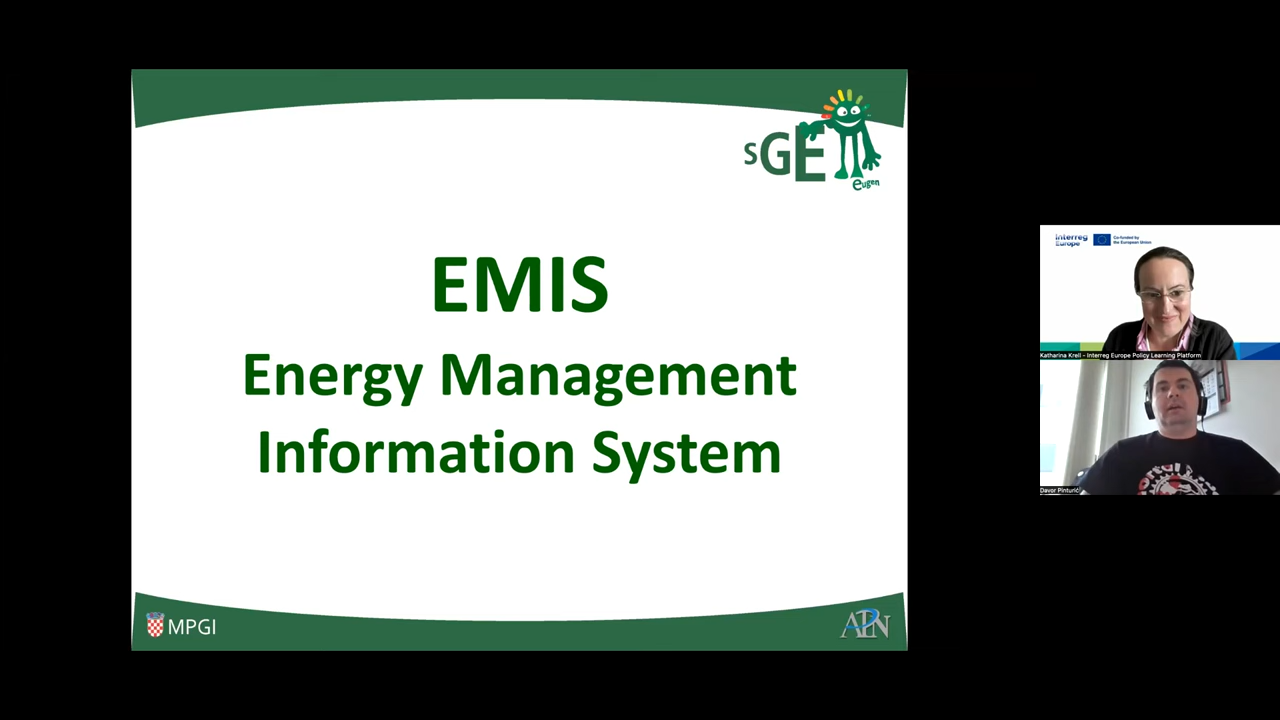 sGE
eugen
EMIS
Energy Management
Information System
MPGI
APN
Interreg
Europe
Co-funded by
the European Union
Katharina Krell - Interreg Europe Policy Learning Platform
Davor Pinturić